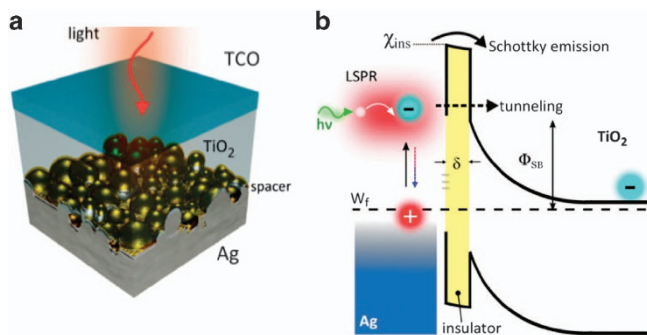 a
light
TCO
TiO₂
spacer
Ag
b
χins
Schottky emission
LSPR
-
tunneling
hν
TiO₂
δ
ΦSB
-
Wf
+
Ag
insulator